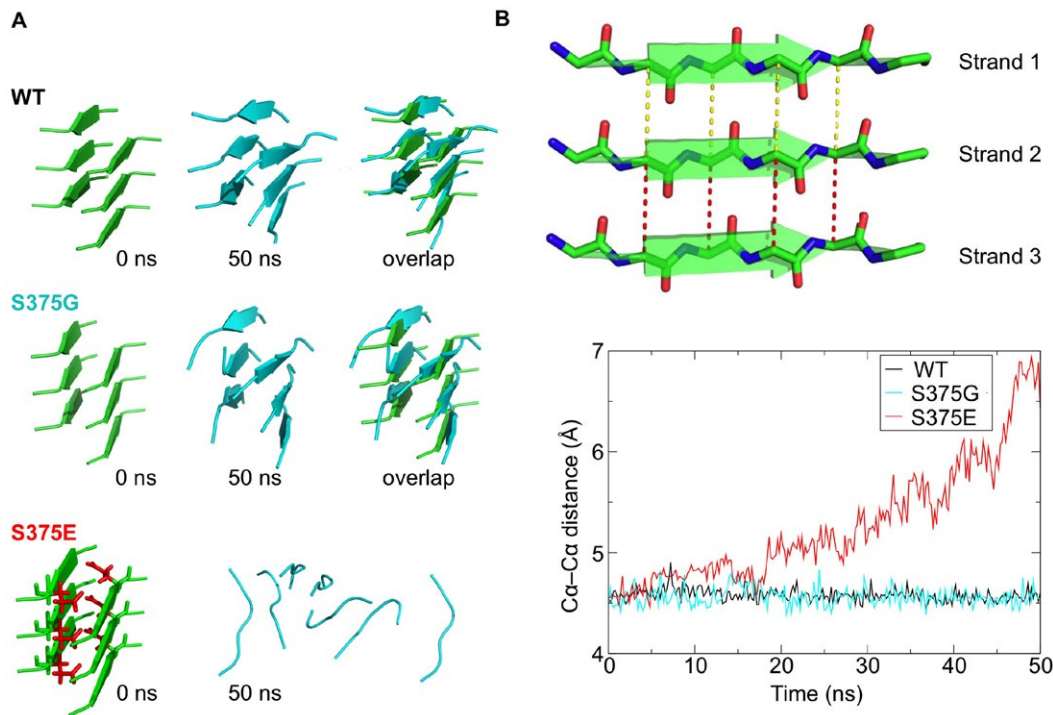 A
WT
0 ns
50 ns
overlap
S375G
0 ns
50 ns
overlap
S375E
0 ns
50 ns
B
Strand 1
Strand 2
Strand 3
7
6
5
4
Cα–Cα distance (Å)
WT
S375G
S375E
0
10
20
30
40
50
Time (ns)